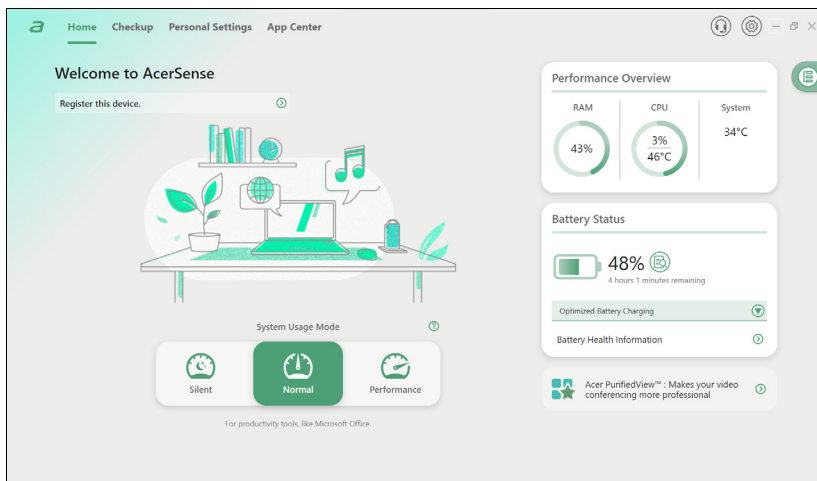 a
Home Checkup Personal Settings App Center
Welcome to AcerSense
Register this device.
System Usage Mode
Silent
Normal
Performance
For productivity tools, like Microsoft Office.
Performance Overview
RAM
43%
CPU
3%
46°C
System
34°C
Battery Status
48%
4 hours 1 minutes remaining
Optimized Battery Charging
Battery Health Information
Acer PurifiedView™ : Makes your video
conferencing more professional